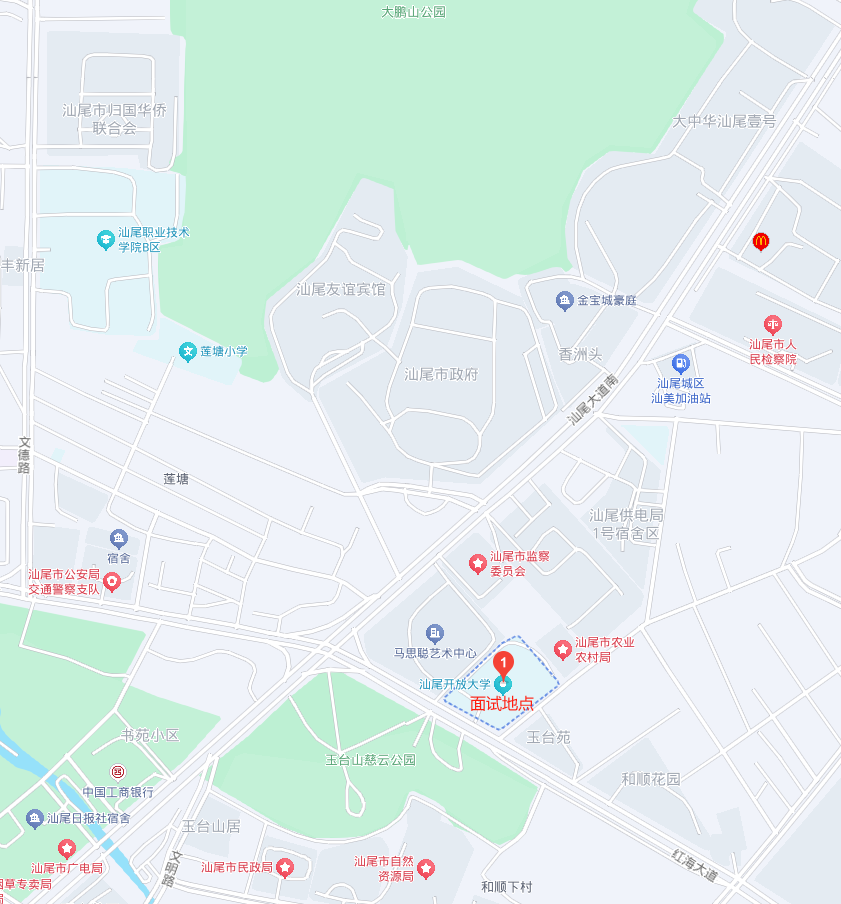 大鹏山公园
汕尾市归国华侨
联合会
大中华汕尾壹号
汕尾职业技术
学院B区
丰新居
汕尾友谊宾馆
金宝城豪庭
汕尾市人
民检察院
莲塘小学
香洲头
汕尾市政府
汕尾城区
汕美加油站
汕尾大道南
文德路
莲塘
汕尾供电局
1号宿舍区
宿舍
汕尾市监察
委员会
汕尾市公安局
交通警察支队
马思聪艺术中心
汕尾市农业
农村局
1
汕尾开放大学
面试地点
书苑小区
玉台苑
玉台山慈云公园
和顺花园
中国工商银行
汕尾日报社宿舍
玉台山居
汕尾市广电局
文明路
汕尾市民政局
汕尾市自然
资源局
红海大道
烟草专卖局
局
和顺下村